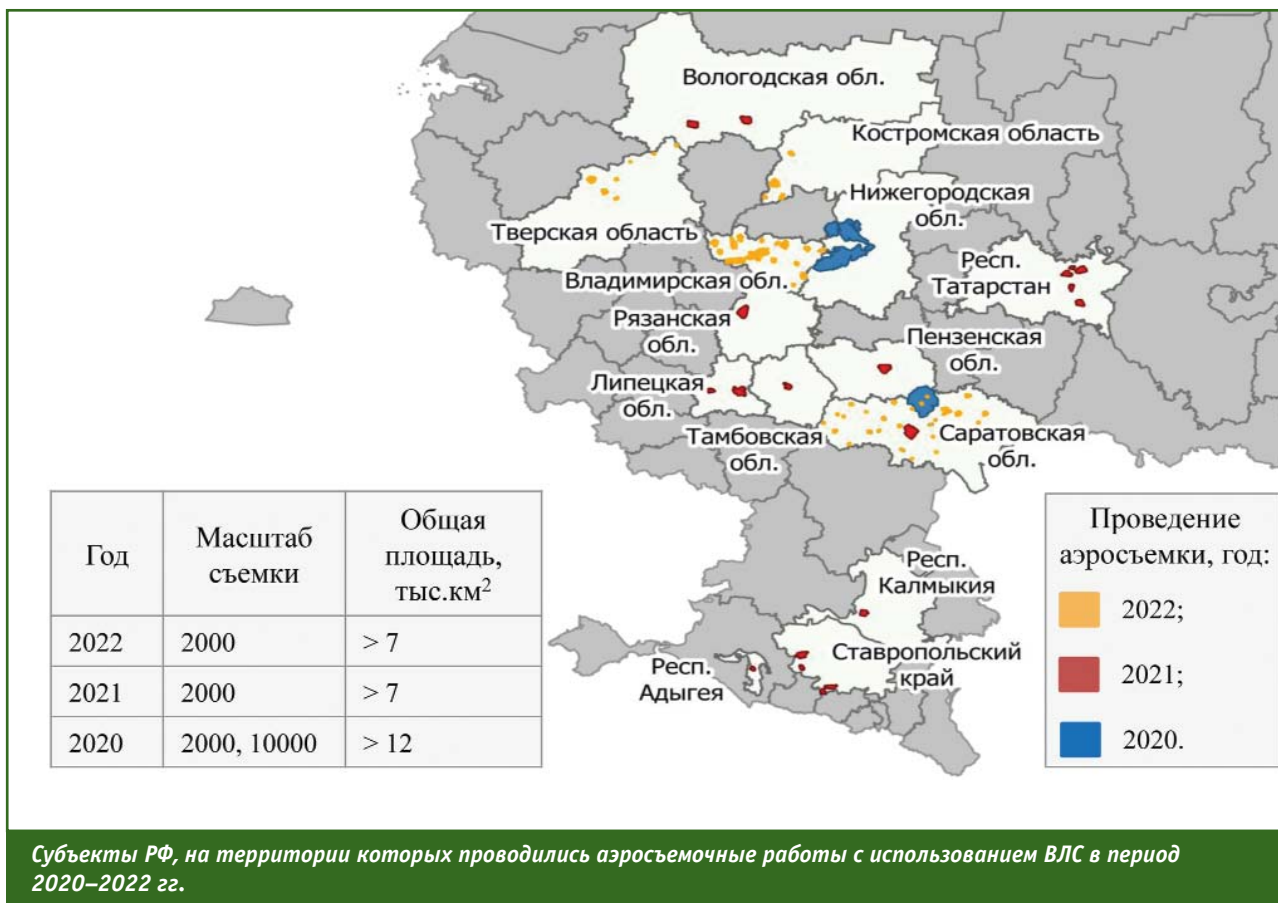 Вологодская обл.
Костромская область
Нижегородская
обл.
Тверская область
Владимирская обл.
Респ.
Татарстан
Рязанская
обл.
Пензенская
обл.
Липецкая
обл.
Тамбовская
обл.
Саратовская
обл.
Респ.
Калмыкия
Ставропольский
край
Респ.
Адыгея
Год
Масштаб
съемки
Общая
площадь,
тыс.км²
2022 2000 > 7
2021 2000 > 7
2020 2000, 10000 > 12
Проведение
аэросъемки, год:
2022;
2021;
2020.
Субъекты РФ, на территории которых проводились аэросъемочные работы с использованием ВЛС в период
2020–2022 гг.